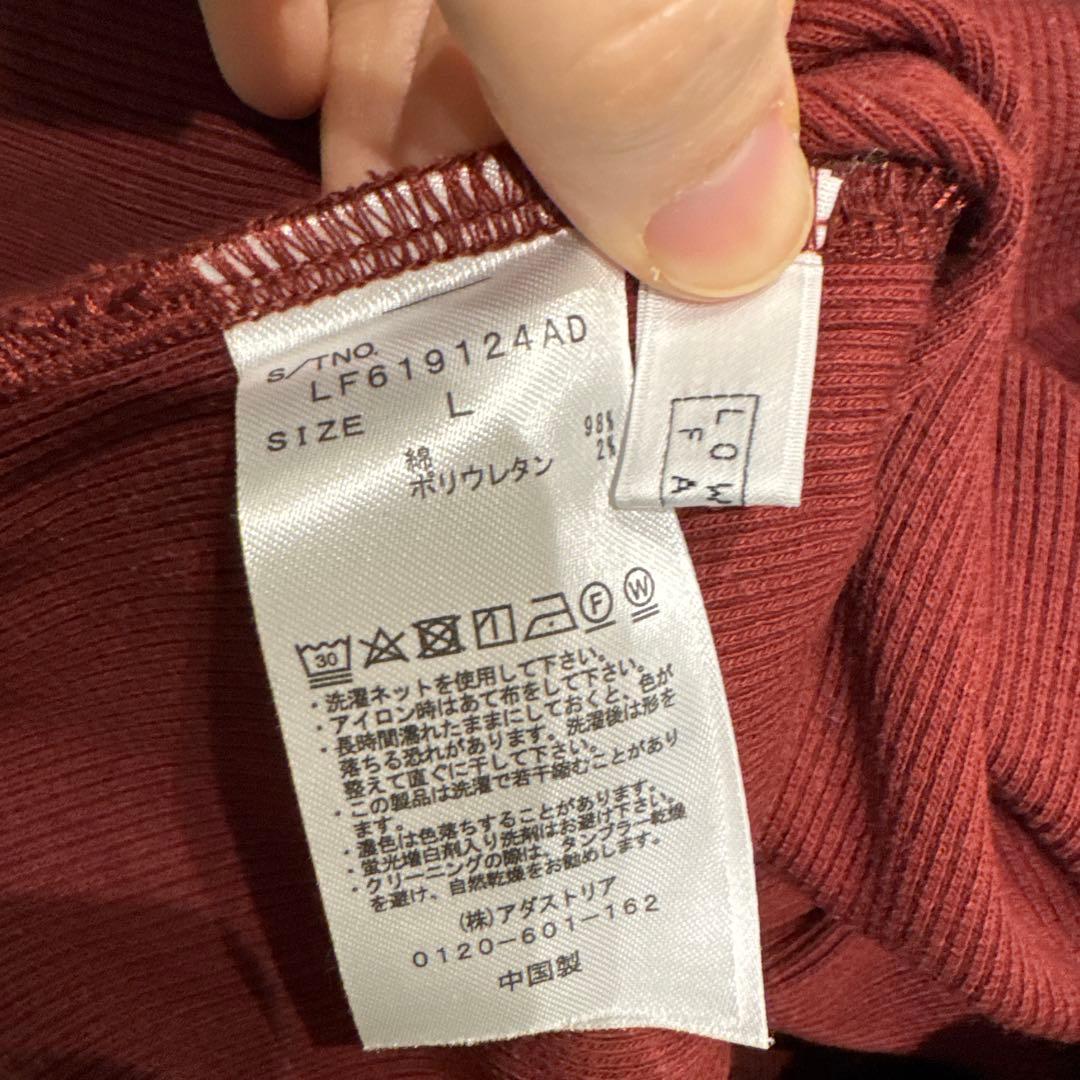 S/TNO.
LF619124AD
SIZE L
綿 98%
ポリウレタン 2%
30
F W
・洗濯ネットを使用して下さい。
・アイロン時はあて布をして下さい。
・長時間濡れたままにしておくと、色が
落ちる恐れがあります。洗濯後は形を
整えて直ぐに干して下さい。
・この製品は洗濯で若干縮むことがあり
ます。
・濃色は色落ちすることがあります。
・蛍光増白剤入り洗剤はお避け下さい。
・クリーニングの際は、タンブラー乾燥
を避け、自然乾燥をお勧めします。
(株)アダストリア
0120-601-162
中国製
LOW
F A